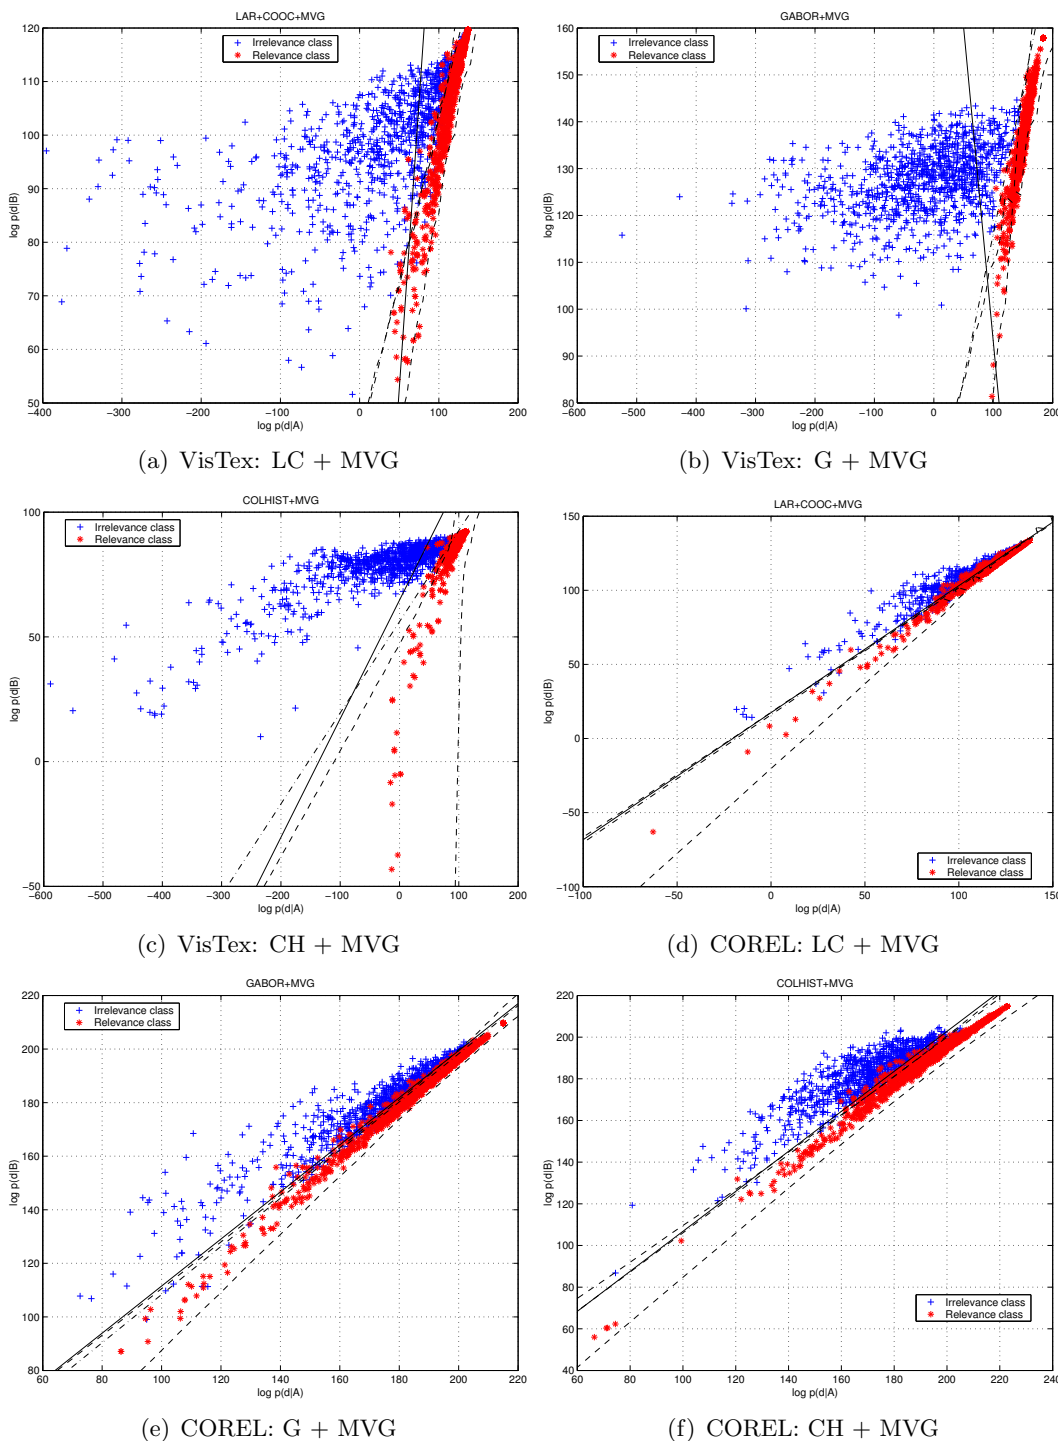 LAR+COOC+MVG
120
110
100
90
80
70
60
50
log p(d|B)
Irrelevance class
Relevance class
−400 −300 −200 −100 0 100 200
log p(d|A)
(a) VisTex: LC + MVG
GABOR+MVG
160
150
140
130
120
110
100
90
80
log p(d|B)
Irrelevance class
Relevance class
−600 −500 −400 −300 −200 −100 0 100 200
log p(d|A)
(b) VisTex: G + MVG
COLHIST+MVG
100
50
0
−50
log p(d|B)
Irrelevance class
Relevance class
−600 −500 −400 −300 −200 −100 0 100 200
log p(d|A)
(c) VisTex: CH + MVG
LAR+COOC+MVG
150
100
50
0
−50
−100
log p(d|B)
Irrelevance class
Relevance class
−100 −50 0 50 100 150
log p(d|A)
(d) COREL: LC + MVG
GABOR+MVG
220
200
180
160
140
120
100
80
log p(d|B)
Irrelevance class
Relevance class
60 80 100 120 140 160 180 200 220
log p(d|A)
(e) COREL: G + MVG
COLHIST+MVG
220
200
180
160
140
120
100
80
60
40
log p(d|B)
Irrelevance class
Relevance class
60 80 100 120 140 160 180 200 220 240
log p(d|A)
(f) COREL: CH + MVG